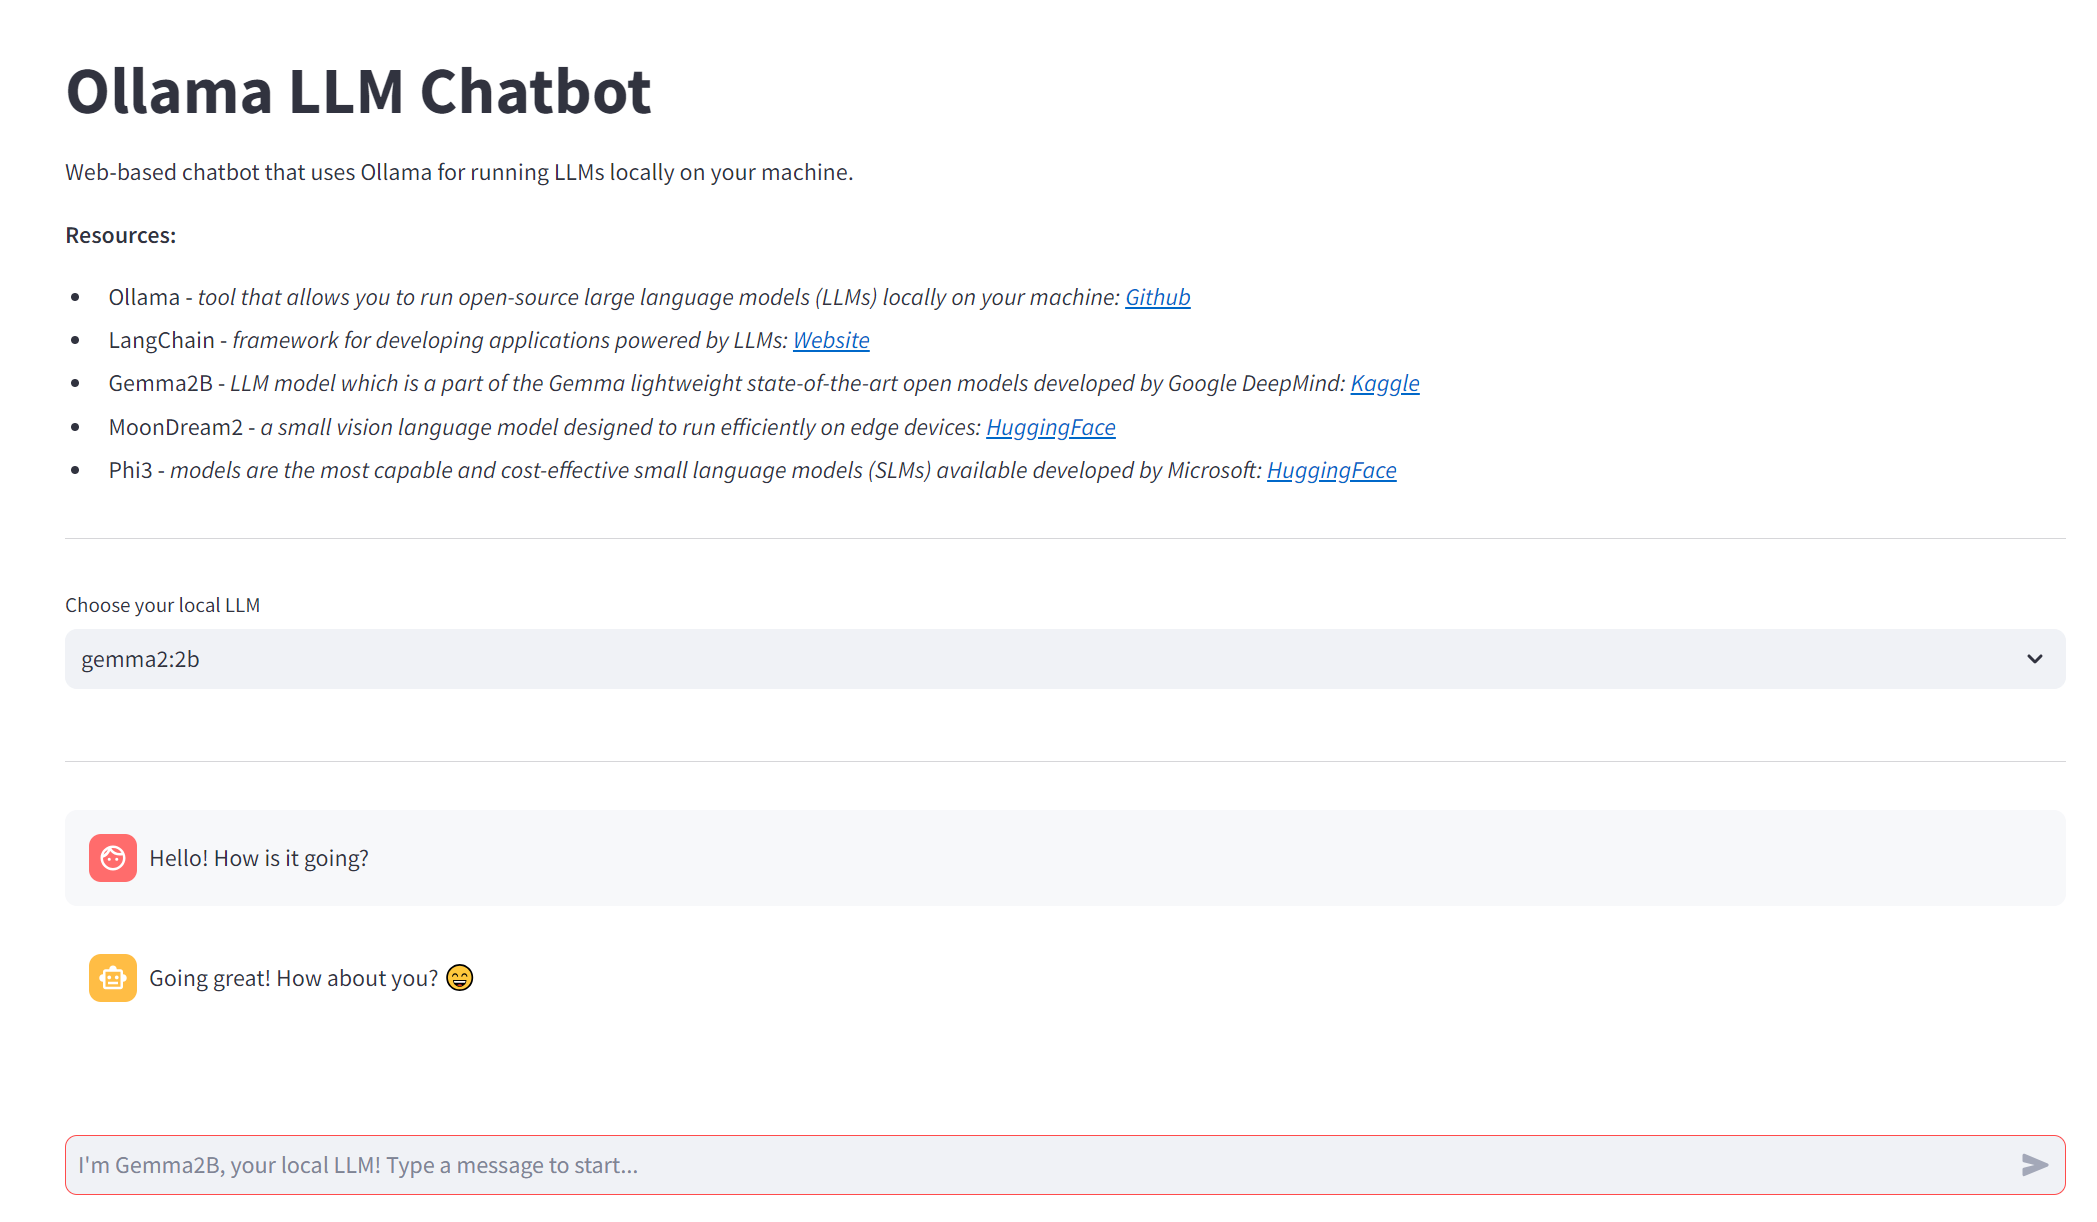 Ollama LLM Chatbot
Web-based chatbot that uses Ollama for running LLMs locally on your machine.
Resources:
Ollama - tool that allows you to run open-source large language models (LLMs) locally on your machine: Github
LangChain - framework for developing applications powered by LLMs: Website
Gemma2B - LLM model which is a part of the Gemma lightweight state-of-the-art open models developed by Google DeepMind: Kaggle
MoonDream2 - a small vision language model designed to run efficiently on edge devices: HuggingFace
Phi3 - models are the most capable and cost-effective small language models (SLMs) available developed by Microsoft: HuggingFace
Choose your local LLM
gemma2:2b
Hello! How is it going?
Going great! How about you? 😄
I'm Gemma2B, your local LLM! Type a message to start...